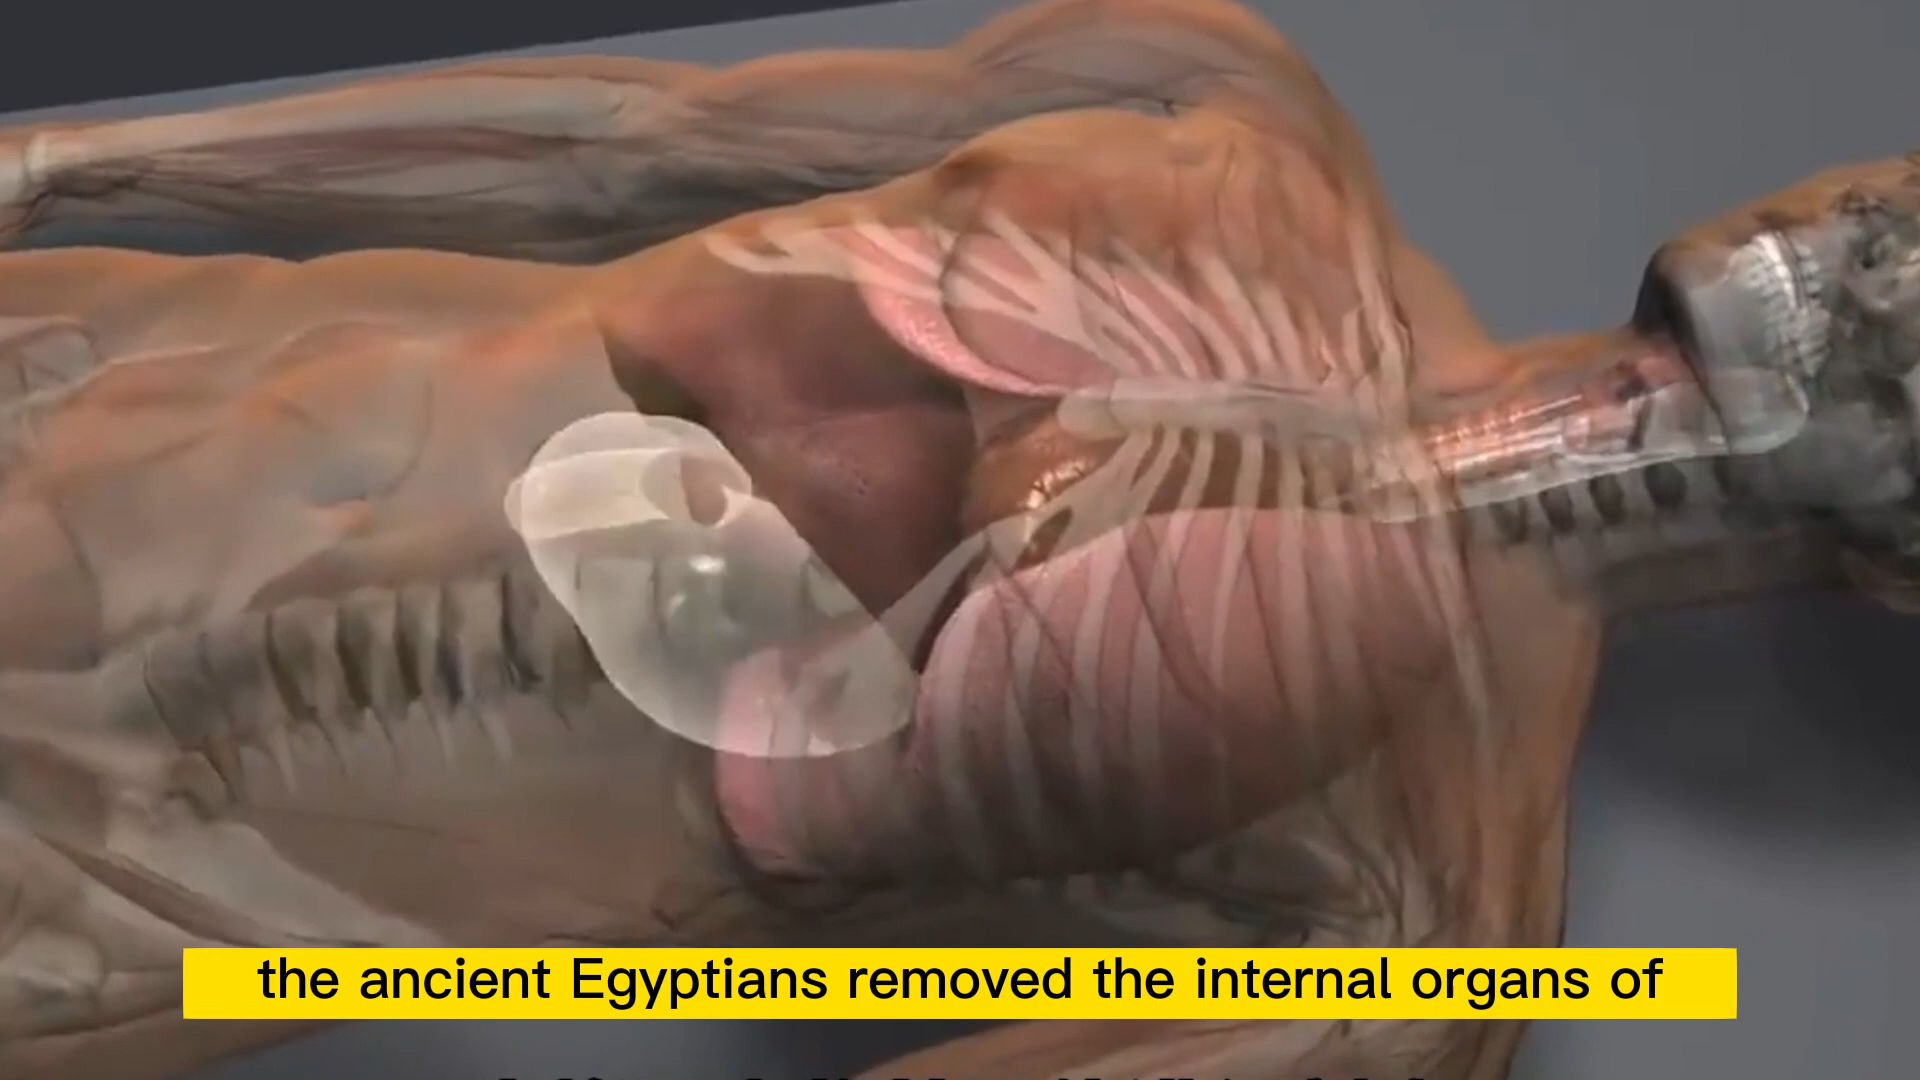 the ancient Egyptians removed the internal organs of